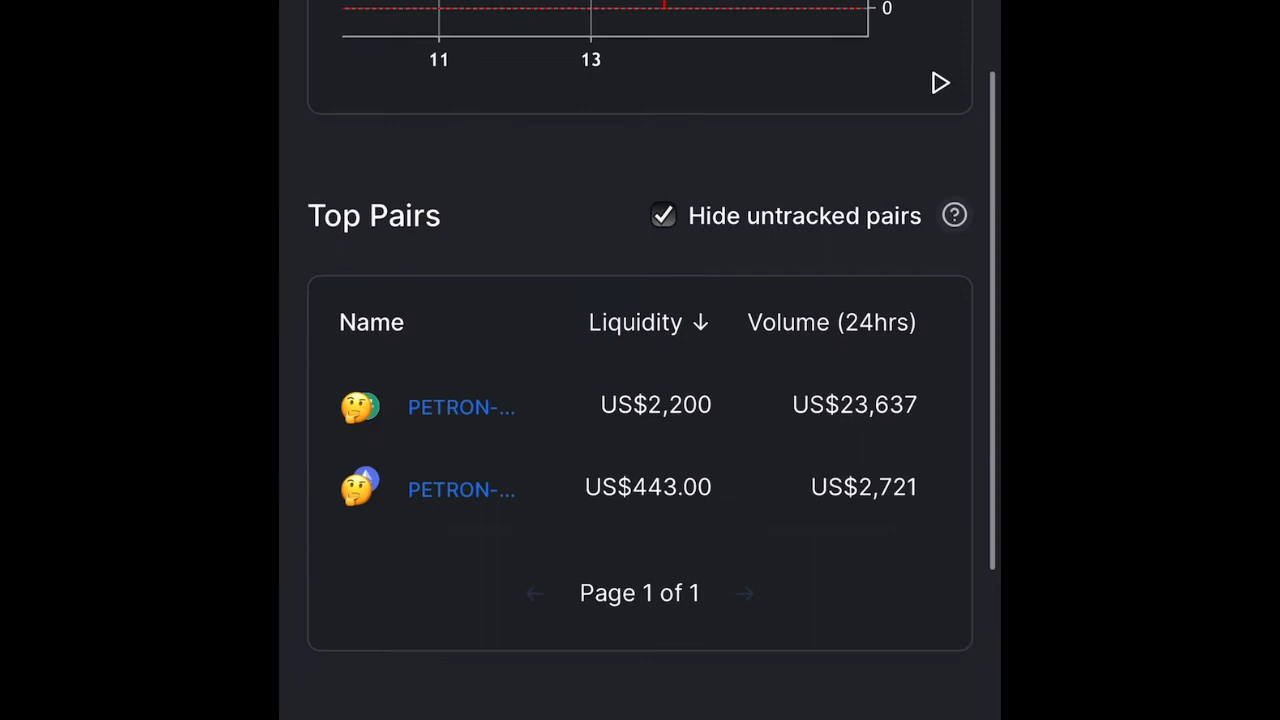 0
11 13
Top Pairs Hide untracked pairs
Name Liquidity ↓ Volume (24hrs)
PETRON-... US$2,200 US$23,637
PETRON-... US$443.00 US$2,721
← Page 1 of 1 →